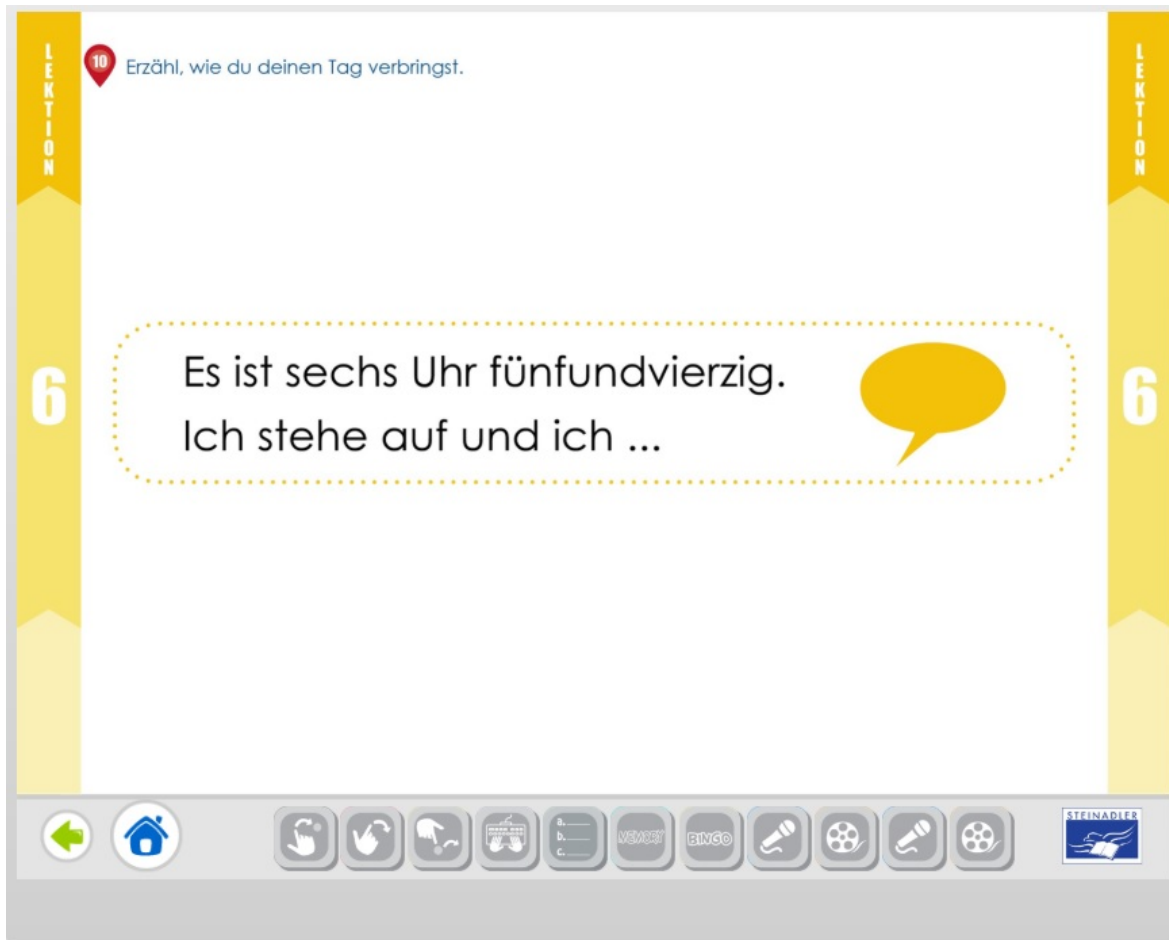 LEKTION
6
10
Erzähl, wie du deinen Tag verbringst.
Es ist sechs Uhr fünfundvierzig.
Ich stehe auf und ich ...
LEKTION
6
a.
b.
c.
MEMORY
BINGO
STEINADLER